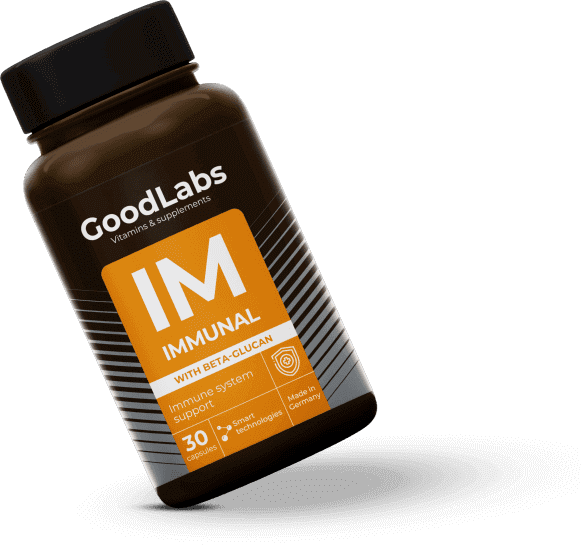 GoodLabs
Vitamins & supplements
IM
IMMUNAL
WITH BETA-GLUCAN
Immune system
support
30
capsules
Smart
technologies
Made in
Germany